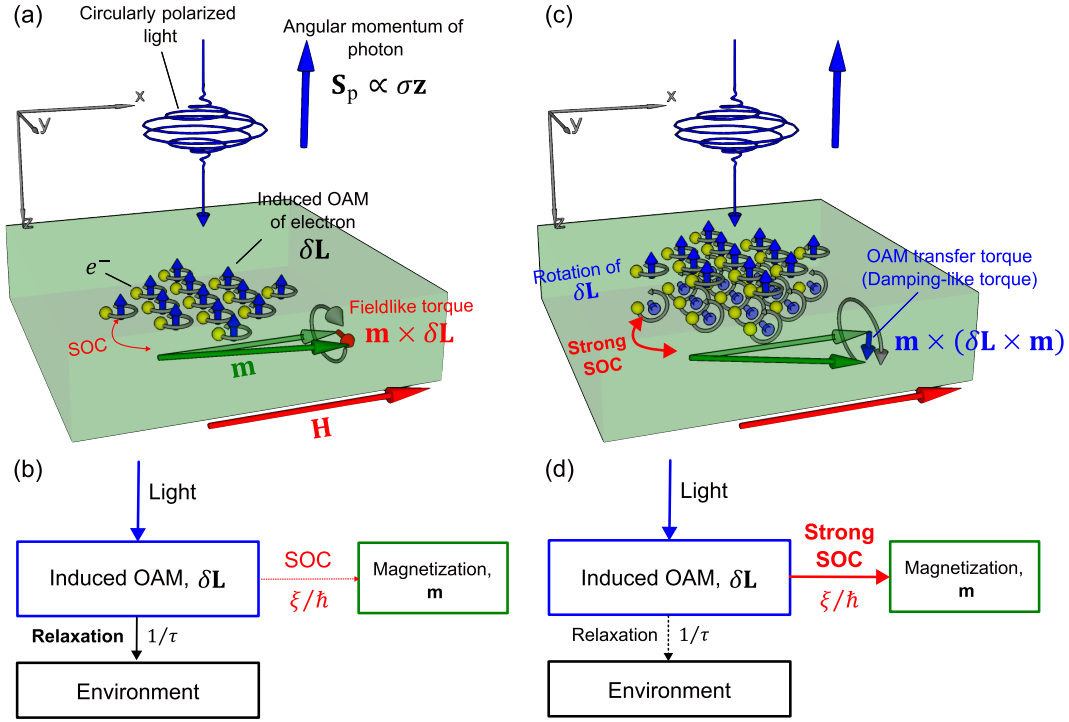 (a)
Circularly polarized
light
Angular momentum of
photon
𝐒ₚ ∝ σ𝐳
x
y
z
Induced OAM
of electron
δ𝐋
e⁻
SOC
Fieldlike torque
𝐦 × δ𝐋
𝐦
𝐇
(c)
x
y
z
Rotation of
δ𝐋
OAM transfer torque
(Damping-like torque)
𝐦 × (δ𝐋 × 𝐦)
Strong
SOC
(b)
Light
Induced OAM, δ𝐋
SOC
ξ/ħ
Magnetization,
𝐦
Relaxation 1/τ
Environment
(d)
Light
Induced OAM, δ𝐋
Strong
SOC
ξ/ħ
Magnetization,
𝐦
Relaxation 1/τ
Environment